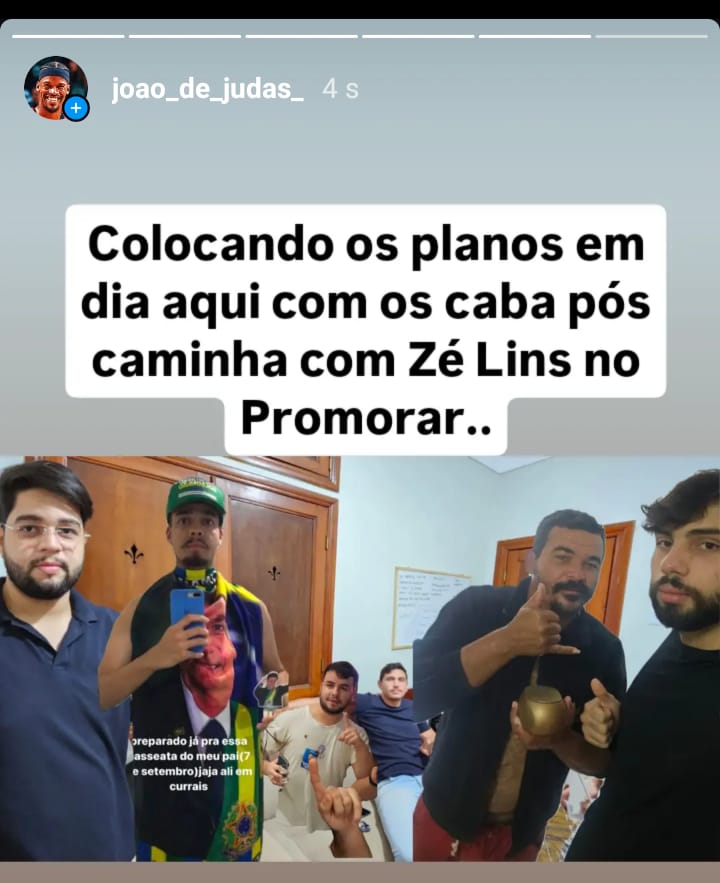 joao_de_judas_ 4 s
Colocando os planos em
dia aqui com os caba pós
caminha com Zé Lins no
Promorar..
preparado já pra essa
asseata do meu pai(7
e setembro)jaja ali em
currais